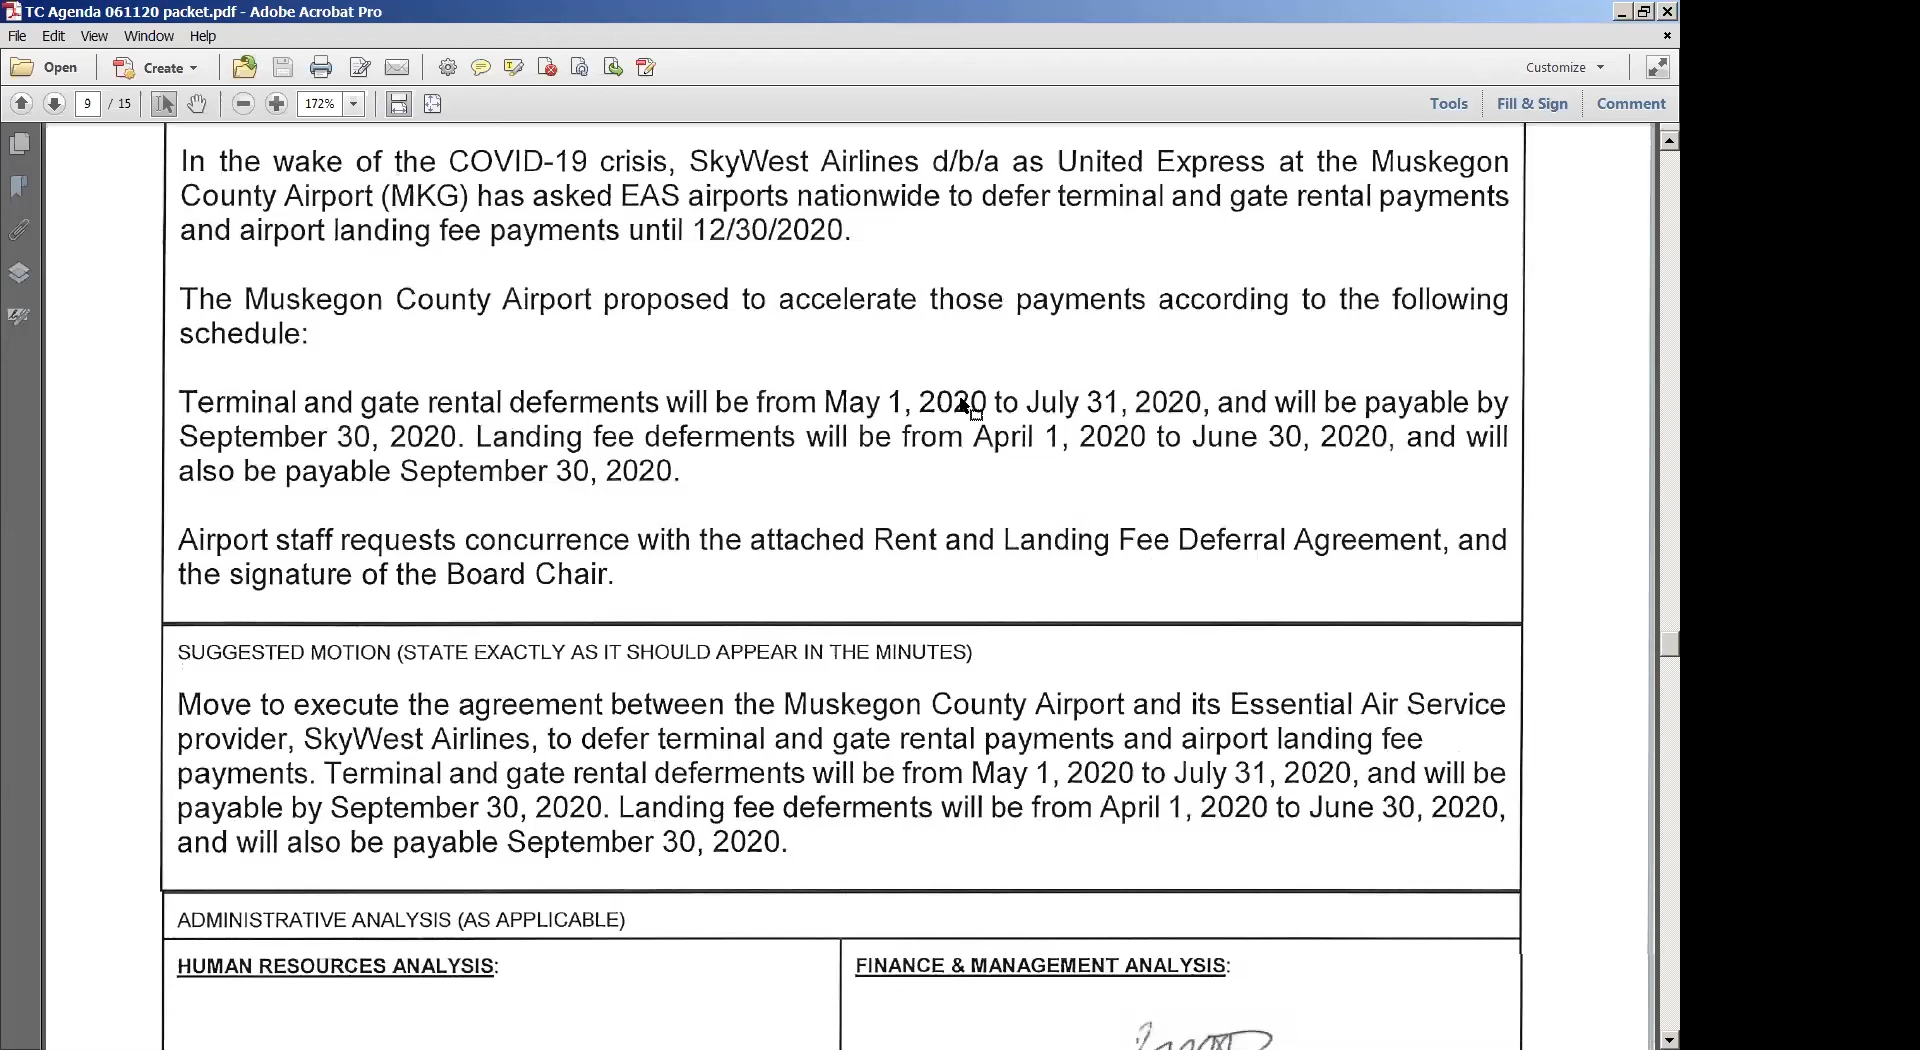 TC Agenda 061120 packet.pdf - Adobe Acrobat Pro
File Edit View Window Help
Open Create Customize
9 / 15 172% Tools Fill & Sign Comment
In the wake of the COVID-19 crisis, SkyWest Airlines d/b/a as United Express at the Muskegon
County Airport (MKG) has asked EAS airports nationwide to defer terminal and gate rental payments
and airport landing fee payments until 12/30/2020.
The Muskegon County Airport proposed to accelerate those payments according to the following
schedule:
Terminal and gate rental deferments will be from May 1, 2020 to July 31, 2020, and will be payable by
September 30, 2020. Landing fee deferments will be from April 1, 2020 to June 30, 2020, and will
also be payable September 30, 2020.
Airport staff requests concurrence with the attached Rent and Landing Fee Deferral Agreement, and
the signature of the Board Chair.
SUGGESTED MOTION (STATE EXACTLY AS IT SHOULD APPEAR IN THE MINUTES)
Move to execute the agreement between the Muskegon County Airport and its Essential Air Service
provider, SkyWest Airlines, to defer terminal and gate rental payments and airport landing fee
payments. Terminal and gate rental deferments will be from May 1, 2020 to July 31, 2020, and will be
payable by September 30, 2020. Landing fee deferments will be from April 1, 2020 to June 30, 2020,
and will also be payable September 30, 2020.
ADMINISTRATIVE ANALYSIS (AS APPLICABLE)
HUMAN RESOURCES ANALYSIS: FINANCE & MANAGEMENT ANALYSIS: